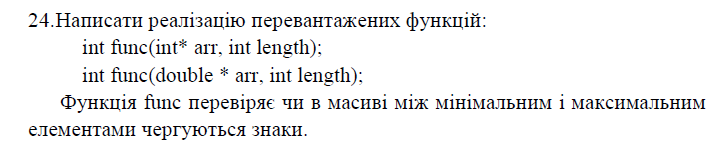 24.Написати реалізацію перевантажених функцій:
int func(int* arr, int length);
int func(double * arr, int length);
Функція func перевіряє чи в масиві між мінімальним і максимальним
елементами чергуються знаки.